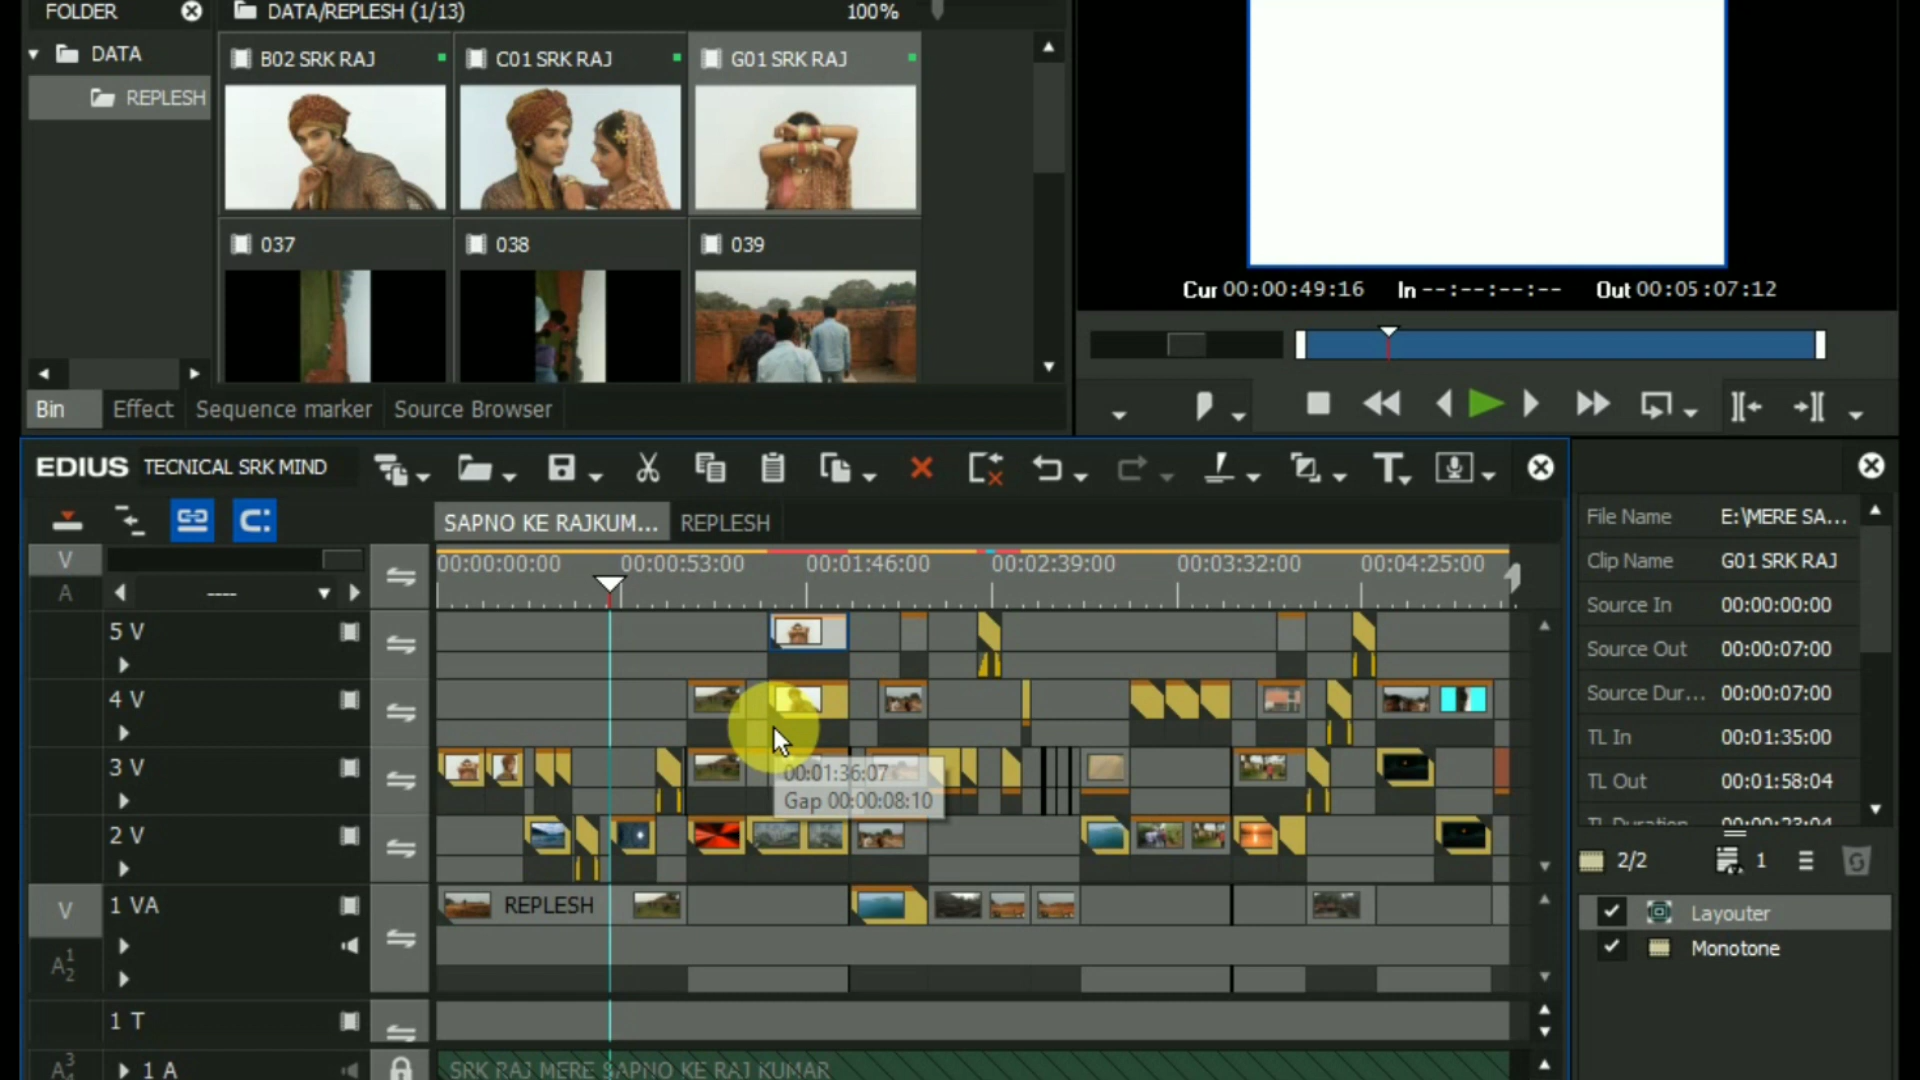 FOLDER
DATA/REPLESH (1/13)
100%
DATA
REPLESH
B02 SRK RAJ
C01 SRK RAJ
G01 SRK RAJ
037
038
039
Bin
Effect
Sequence marker
Source Browser
Cur 00:00:49:16
In --:--:--:--
Out 00:05:07:12
EDIUS
TECNICAL SRK MIND
SAPNO KE RAJKUM...
REPLESH
V
A
----
00:00:00:00
00:00:53:00
00:01:46:00
00:02:39:00
00:03:32:00
00:04:25:00
5 V
4 V
3 V
00:01:36:07
Gap 00:00:08:10
2 V
V
1 VA
REPLESH
A 1 2
1 T
A 3 4
1 A
SRK RAJ MERE SAPNO KE RAJ KUMAR
File Name E:\MERE SA...
Clip Name G01 SRK RAJ
Source In 00:00:00:00
Source Out 00:00:07:00
Source Dur... 00:00:07:00
TL In 00:01:35:00
TL Out 00:01:58:04
TL Duration 00:00:23:04
2/2
1
Layouter
Monotone